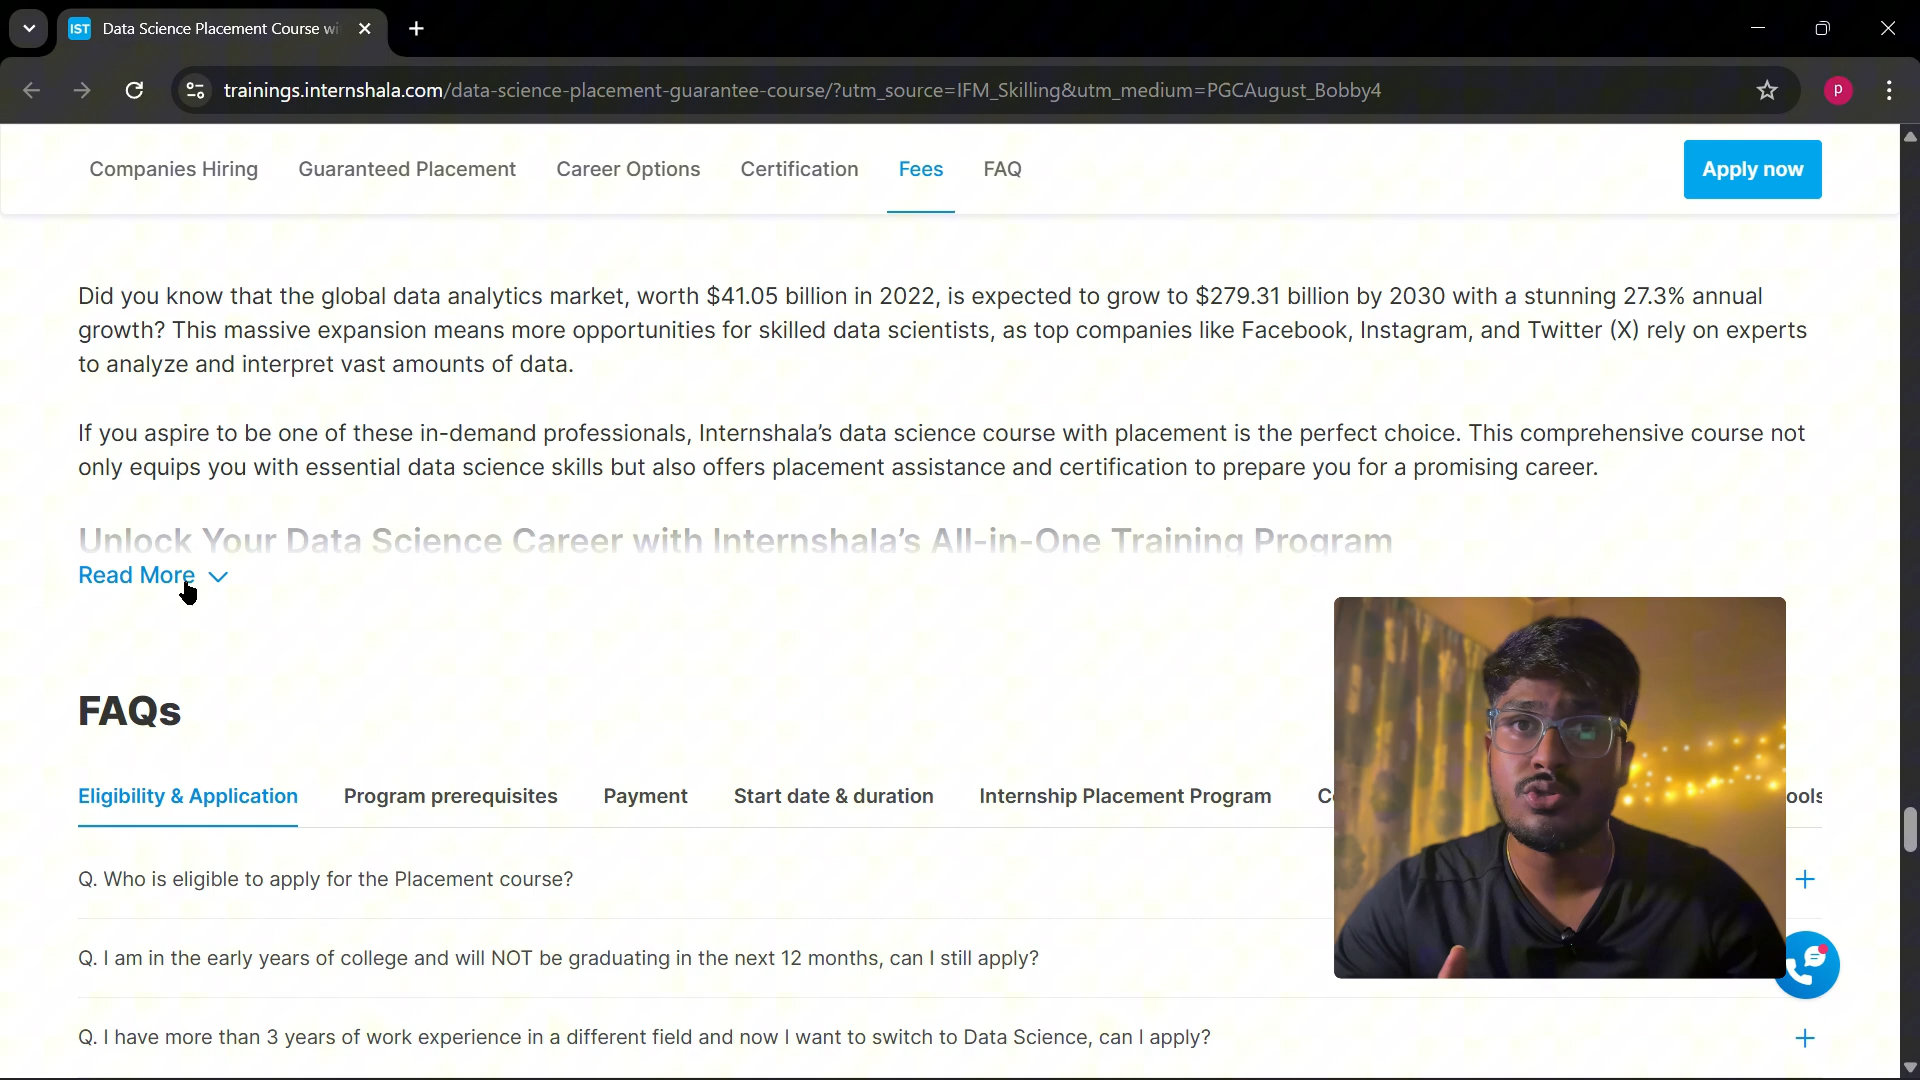 IST Data Science Placement Course wi
trainings.internshala.com/data-science-placement-guarantee-course/?utm_source=IFM_Skilling&utm_medium=PGCAugust_Bobby4
P
Companies Hiring Guaranteed Placement Career Options Certification Fees FAQ Apply now
Did you know that the global data analytics market, worth $41.05 billion in 2022, is expected to grow to $279.31 billion by 2030 with a stunning 27.3% annual
growth? This massive expansion means more opportunities for skilled data scientists, as top companies like Facebook, Instagram, and Twitter (X) rely on experts
to analyze and interpret vast amounts of data.
If you aspire to be one of these in-demand professionals, Internshala’s data science course with placement is the perfect choice. This comprehensive course not
only equips you with essential data science skills but also offers placement assistance and certification to prepare you for a promising career.
Unlock Your Data Science Career with Internshala’s All-in-One Training Program
Read More
FAQs
Eligibility & Application Program prerequisites Payment Start date & duration Internship Placement Program
Q. Who is eligible to apply for the Placement course?
Q. I am in the early years of college and will NOT be graduating in the next 12 months, can I still apply?
Q. I have more than 3 years of work experience in a different field and now I want to switch to Data Science, can I apply?